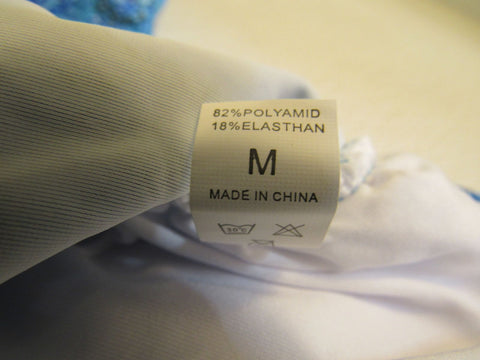 82%POLYAMID
18%ELASTHAN
M
MADE IN CHINA
30°C